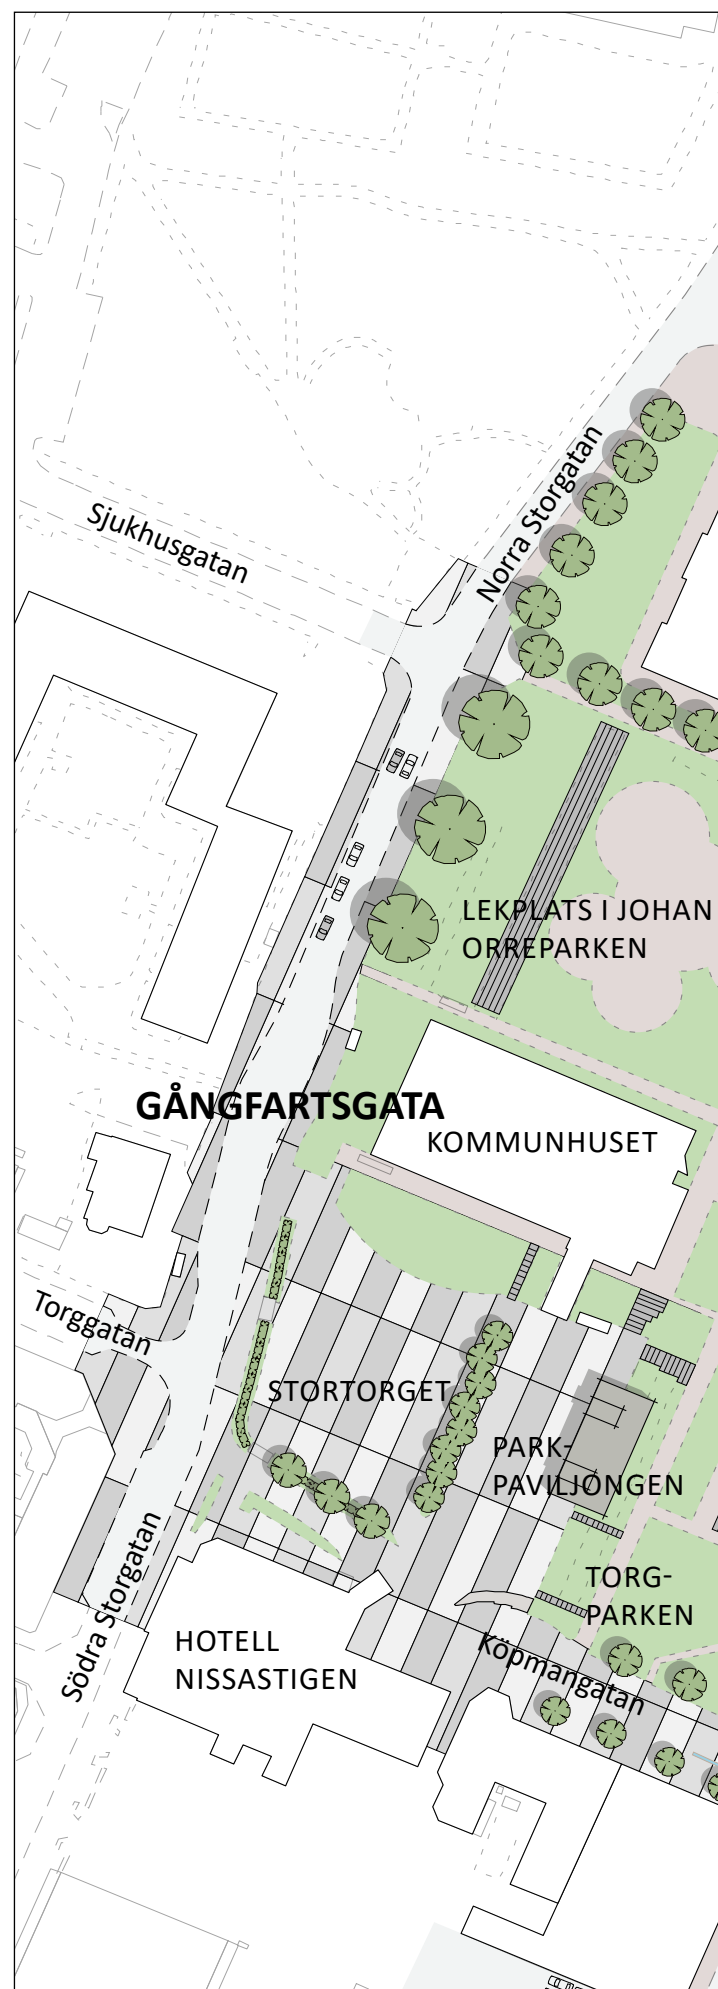 Sjukhusgatan
Norra Storgatan
LEKPLATS I JOHAN
ORREPARKEN
GÅNGFARTSGATA
KOMMUNHUSET
Torggatan
STORTORGET
PARK-
PAVILJONGEN
Södra Storgatan
TORG-
PARKEN
HOTELL
NISSASTIGEN
Köpmangatan